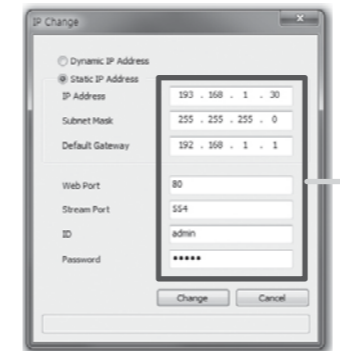 IP Change
Dynamic IP Address
Static IP Address
IP Address 193 . 168 . 1 . 30
Subnet Mask 255 . 255 . 255 . 0
Default Gateway 192 . 168 . 1 . 1
Web Port 80
Stream Port 554
ID admin
Password •••••
Change Cancel